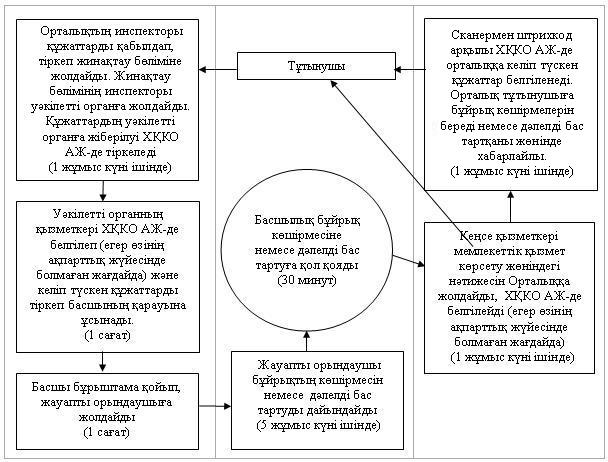 Орталықтың инспекторы
құжаттарды қабылдап,
тіркеп жинақтау бөліміне
жолдайды. Жинақтау
бөлімінің инспекторы
уәкілетті органға жолдайды.
Құжаттардың уәкілетті
органға жіберілуі ХҚКО
АЖ-де тіркеледі
(1 жұмыс күні ішінде)
Уәкілетті органның
қызметкері ХҚКО АЖ-де
белгілеп (егер өзінің
ақпарттық жүйесінде
болмаған жағдайда) және
келіп түскен құжаттарды
тіркеп басшының қарауына
ұсынады.
(1 сағат)
Басшы бұрыштама қойып,
жауапты орындаушыға
жолдайды
(1 сағат)
Тұтынушы
Басшылық бұйрық
көшірмесіне
немесе дәлелді бас
тартуға қол қояды
(30 минут)
Жауапты орындаушы
бұйрықтың көшірмесін
немесе дәлелді бас
тартуды дайындайды
(5 жұмыс күні ішінде)
Сканермен штрихкод
арқылы ХҚКО АЖ-де
орталыққа келіп түскен
құжаттар белгіленеді.
Орталық тұтынушыға
бұйрық көшірмелерін
береді немесе дәлелді бас
тартқаны жөнінде
хабарлайлы.
(1 жұмыс күні ішінде)
Кеңсе қызметкері
мемлекеттік қызмет
көрсету жөніндегі
нәтижесін Орталыққа
жолдайды, ХҚКО АЖ-де
белгілейді (егер өзінің
ақпарттық жүйесінде
болмаған жағдайда)
(1 жұмыс күні ішінде)